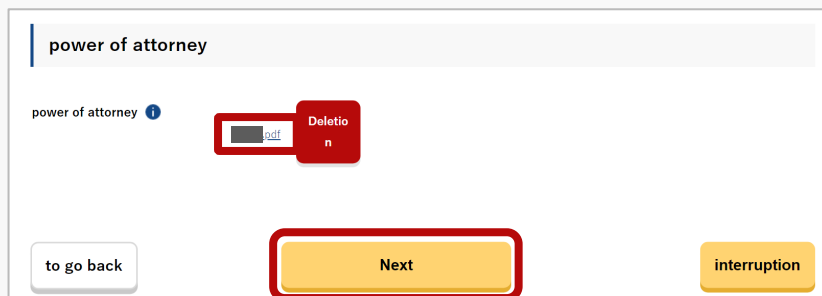 power of attorney
power of attorney i
.pdf
Deletio
n
to go back
Next
interruption